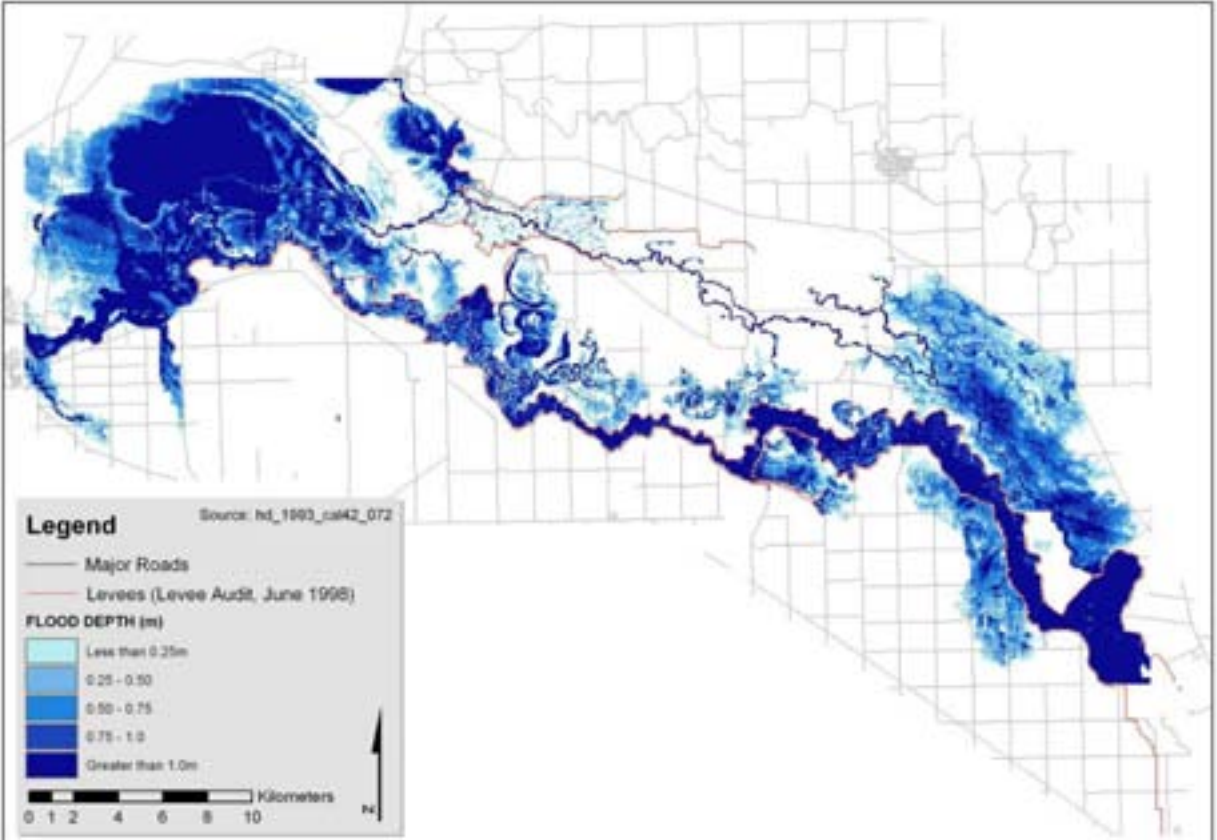 Legend
Source: hd_1993_cal42_072
Major Roads
Levees (Levee Audit, June 1998)
FLOOD DEPTH (m)
Less than 0.25m
0.25 - 0.50
0.50 - 0.75
0.75 - 1.0
Greater than 1.0m
Kilometers
0 1 2 4 6 8 10
N